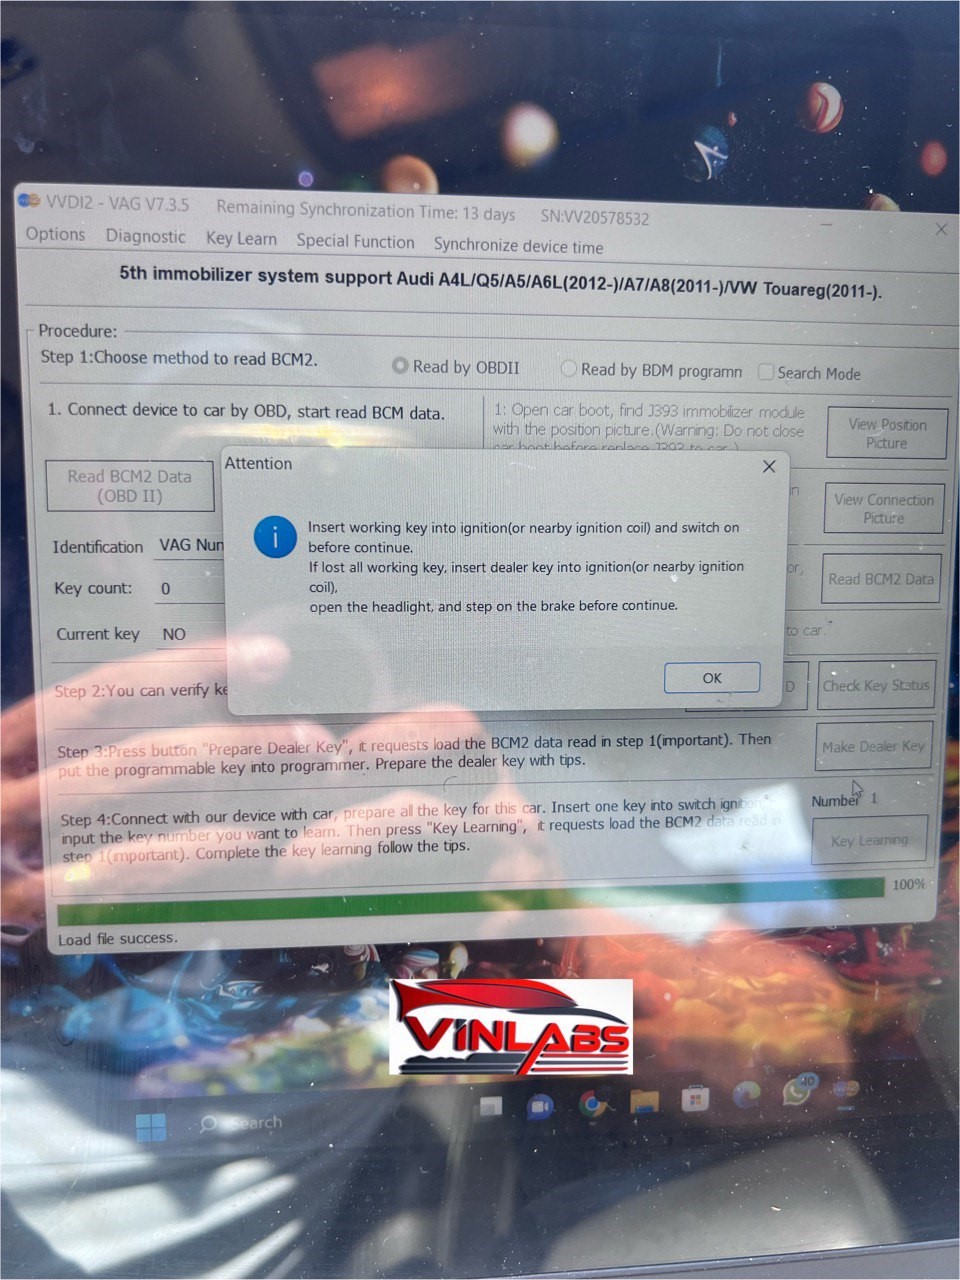 VVDI2 - VAG V7.3.5 Remaining Synchronization Time: 13 days SN:VV20578532
Options Diagnostic Key Learn Special Function Synchronize device time
5th immobilizer system support Audi A4L/Q5/A5/A6L(2012-)/A7/A8(2011-)/VW Touareg(2011-).
Procedure:
Step 1:Choose method to read BCM2.
Read by OBDII
Read by BDM programn
Search Mode
1. Connect device to car by OBD, start read BCM data.
1: Open car boot, find J393 immobilizer module
with the position picture.(Warning: Do not close
car boot before replace J393 to car.)
View Position
Picture
Read BCM2 Data
(OBD II)
Attention
Insert working key into ignition(or nearby ignition coil) and switch on
before continue.
If lost all working key, insert dealer key into ignition(or nearby ignition
coil),
open the headlight, and step on the brake before continue.
OK
View Connection
Picture
Identification VAG Num
Key count: 0
or,
Read BCM2 Data
Current key NO
to car."
Step 2:You can verify ke
D
Check Key Status
Step 3:Press button "Prepare Dealer Key", it requests load the BCM2 data read in step 1(important). Then
put the programmable key into programmer. Prepare the dealer key with tips.
Make Dealer Key
Step 4:Connect with our device with car, prepare all the key for this car. Insert one key into switch ignition,
input the key number you want to learn. Then press "Key Learning", it requests load the BCM2 data read in
step 1(important). Complete the key learning follow the tips.
Number 1
Key Learning
100%
Load file success.
VINLABS
Search
40